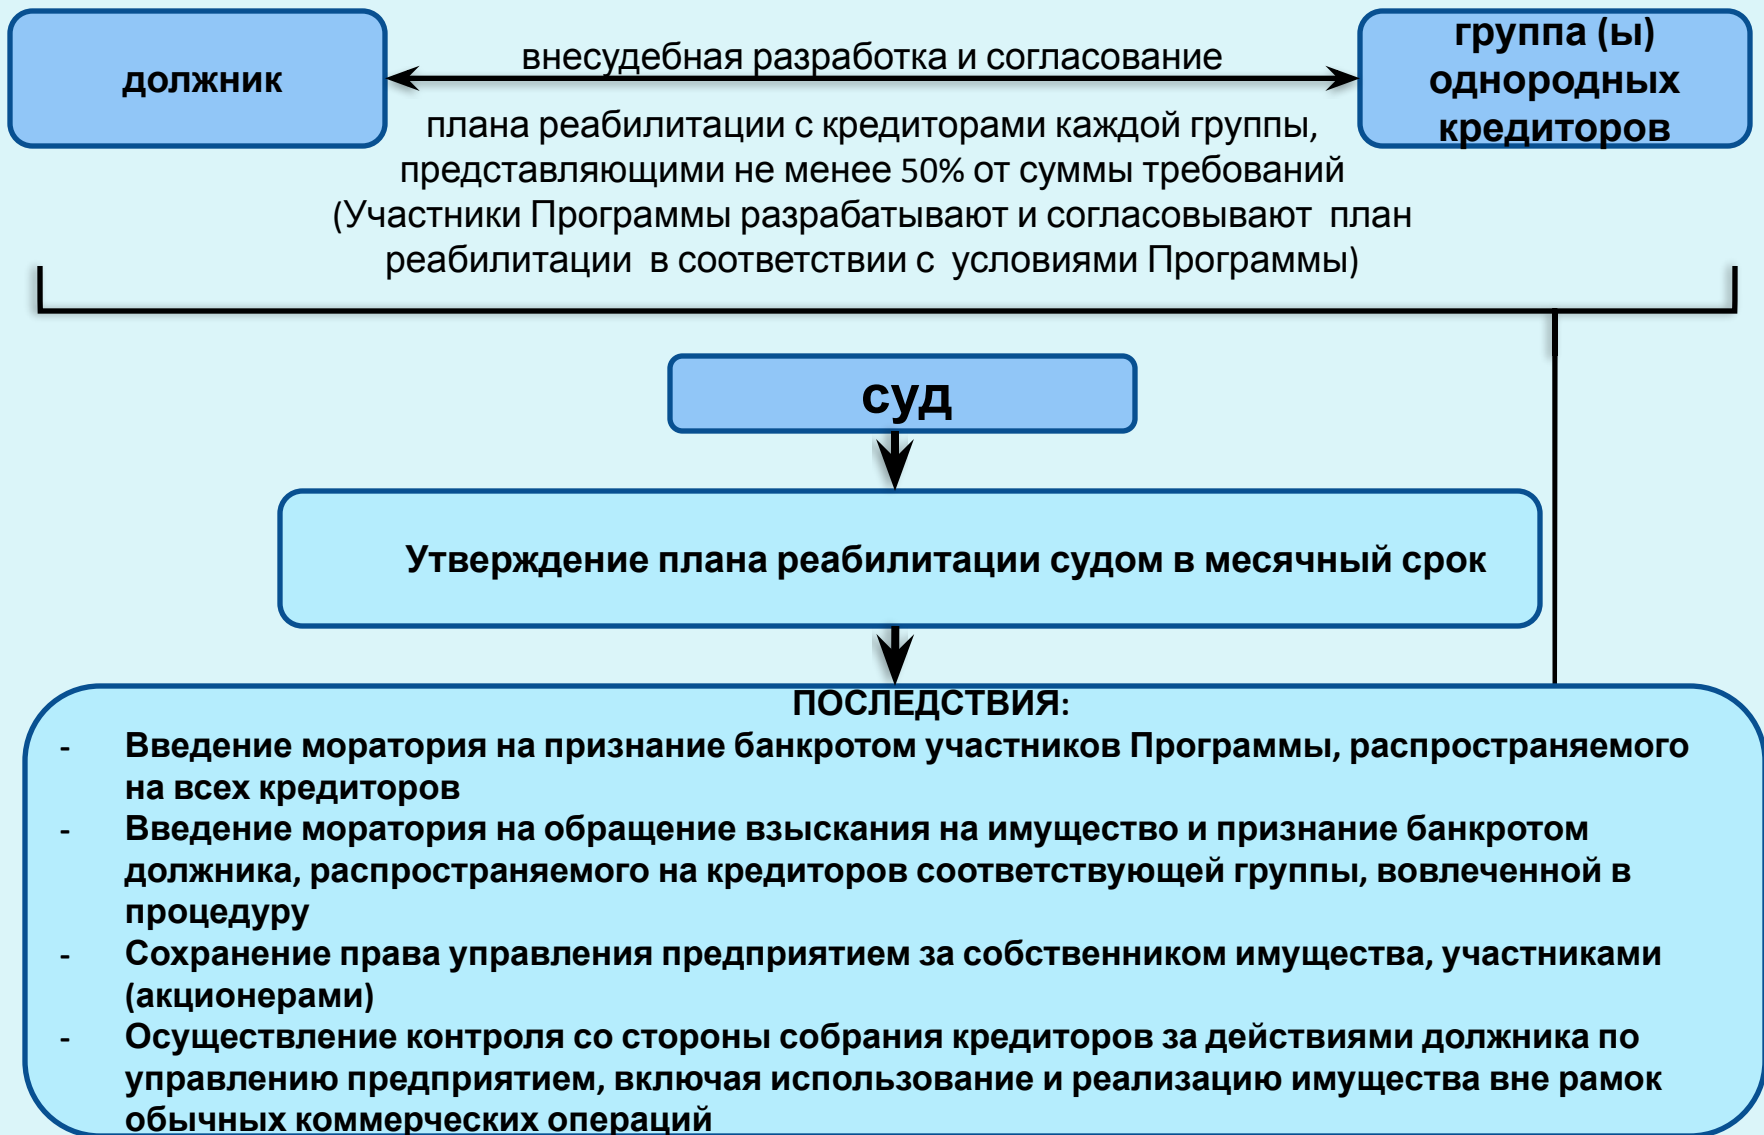 должник
внесудебная разработка и согласование
группа (ы)
однородных
кредиторов
плана реабилитации с кредиторами каждой группы,
представляющими не менее 50% от суммы требований
(Участники Программы разрабатывают и согласовывают план
реабилитации в соответствии с условиями Программы)
суд
Утверждение плана реабилитации судом в месячный срок
ПОСЛЕДСТВИЯ:
- Введение моратория на признание банкротом участников Программы, распространяемого
на всех кредиторов
- Введение моратория на обращение взыскания на имущество и признание банкротом
должника, распространяемого на кредиторов соответствующей группы, вовлеченной в
процедуру
- Сохранение права управления предприятием за собственником имущества, участниками
(акционерами)
- Осуществление контроля со стороны собрания кредиторов за действиями должника по
управлению предприятием, включая использование и реализацию имущества вне рамок
обычных коммерческих операций